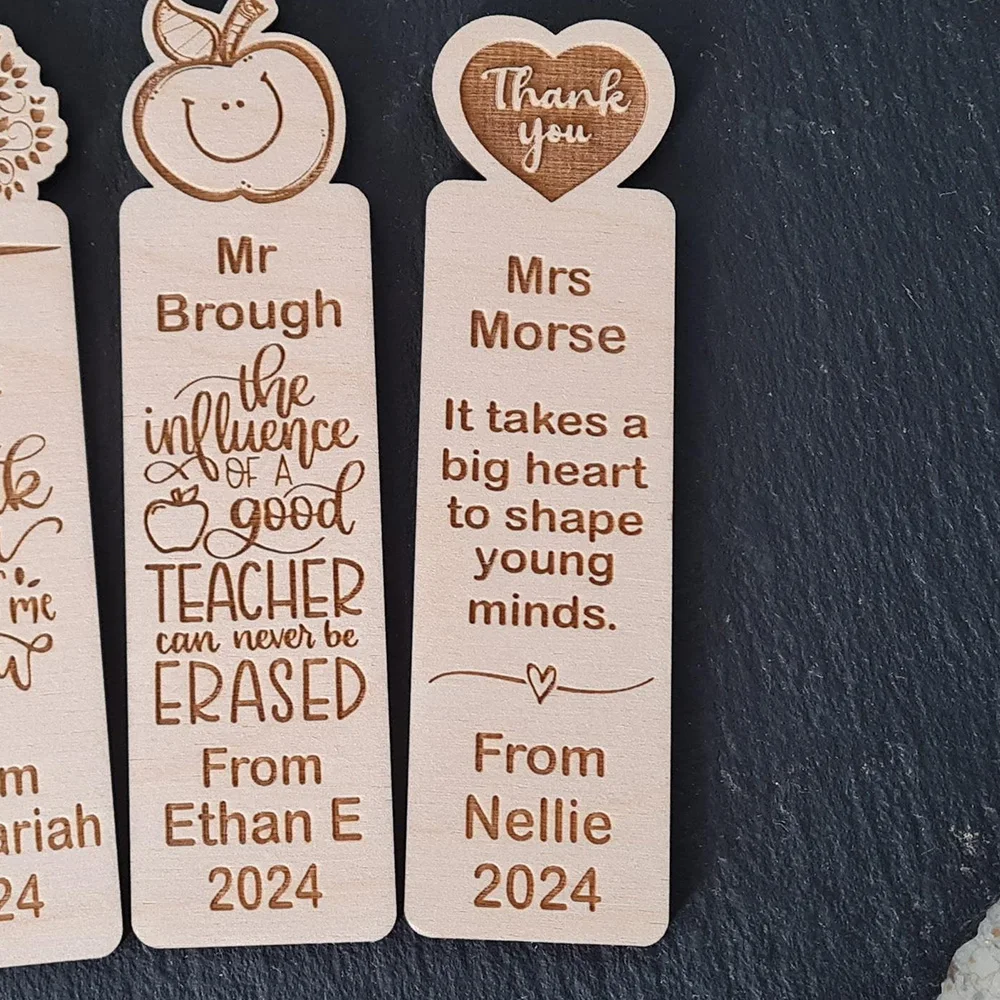 me
24
Mr
Brough
the
influence
OF A
good
TEACHER
can never be
ERASED
From
Ethan E
2024
Thank
you
Mrs
Morse
It takes a
big heart
to shape
young
minds.
From
Nellie
2024